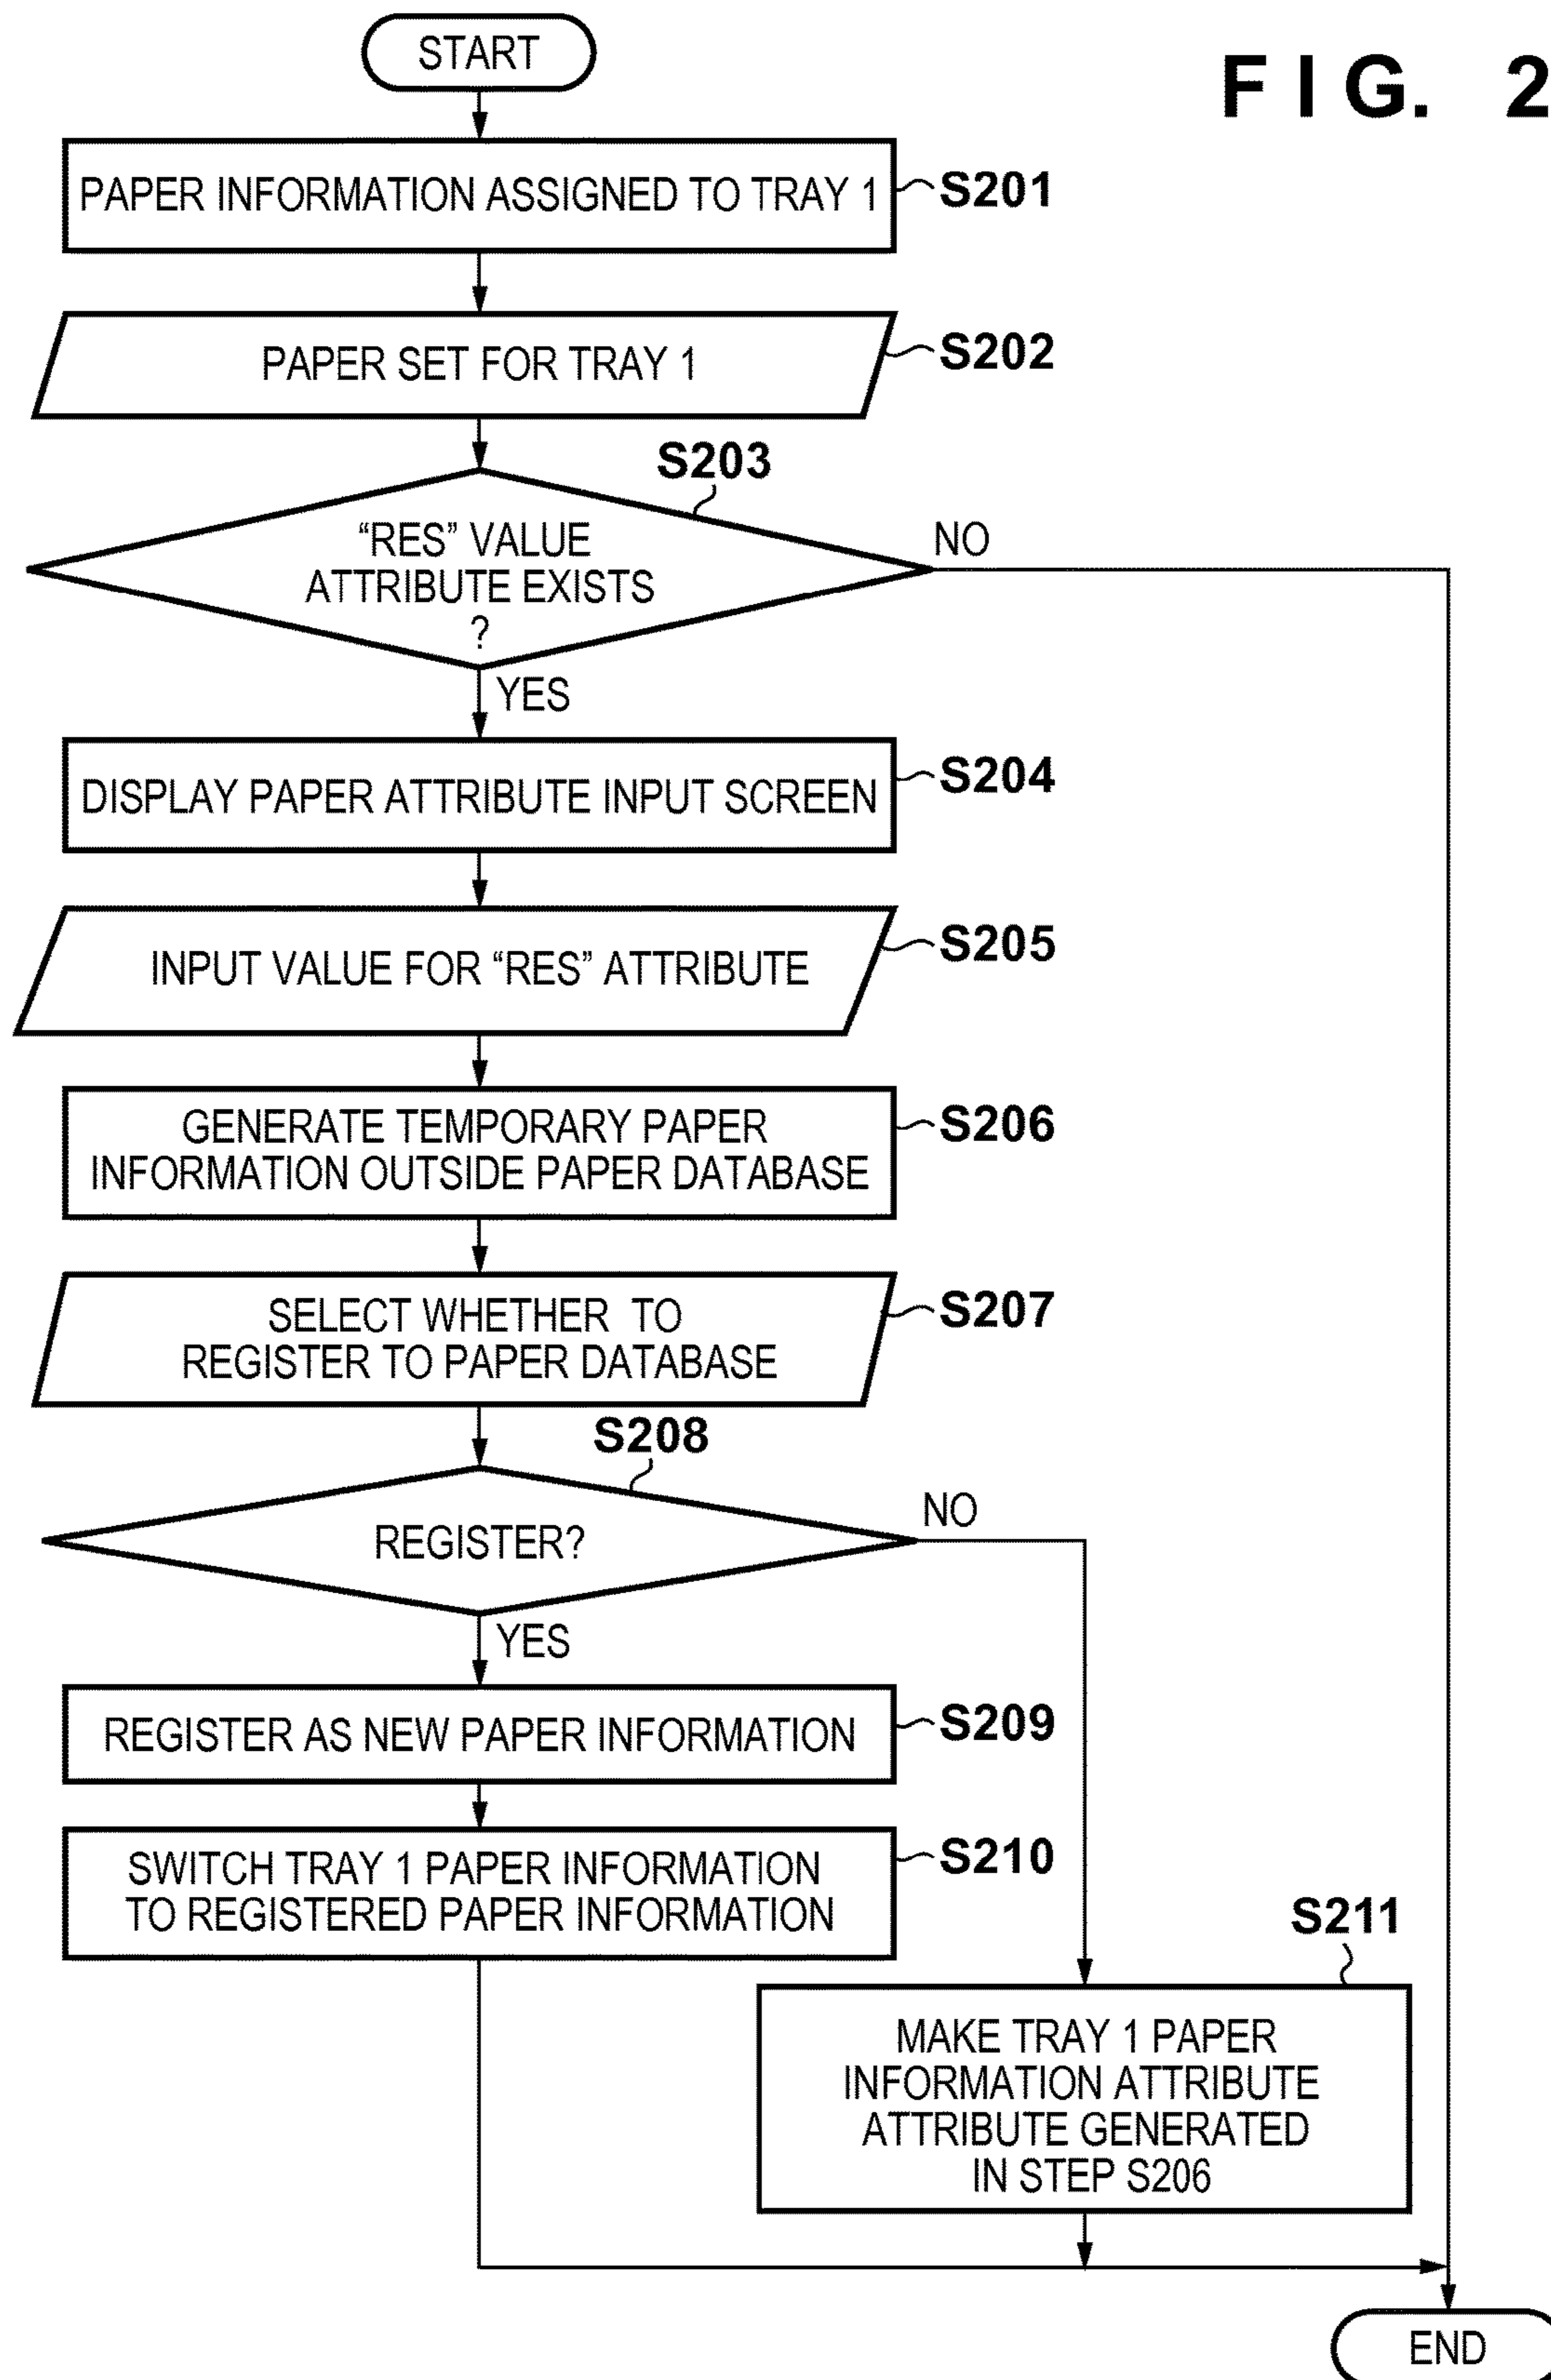 FIG. 2
START
PAPER INFORMATION ASSIGNED TO TRAY 1
S201
PAPER SET FOR TRAY 1
S202
S203
“RES” VALUE
ATTRIBUTE EXISTS
?
NO
YES
DISPLAY PAPER ATTRIBUTE INPUT SCREEN
S204
INPUT VALUE FOR “RES” ATTRIBUTE
S205
GENERATE TEMPORARY PAPER
INFORMATION OUTSIDE PAPER DATABASE
S206
SELECT WHETHER TO
REGISTER TO PAPER DATABASE
S207
S208
REGISTER?
NO
YES
REGISTER AS NEW PAPER INFORMATION
S209
SWITCH TRAY 1 PAPER INFORMATION
TO REGISTERED PAPER INFORMATION
S210
S211
MAKE TRAY 1 PAPER
INFORMATION ATTRIBUTE
ATTRIBUTE GENERATED
IN STEP S206
END